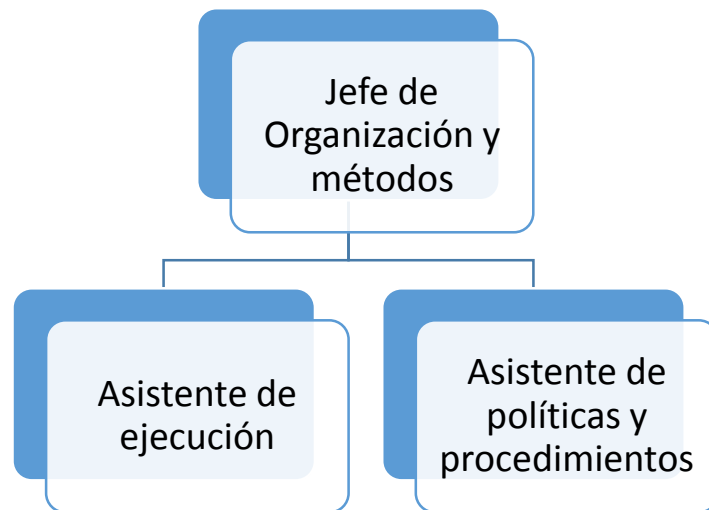 Jefe de
Organización y
métodos
Asistente de
ejecución
Asistente de
políticas y
procedimientos